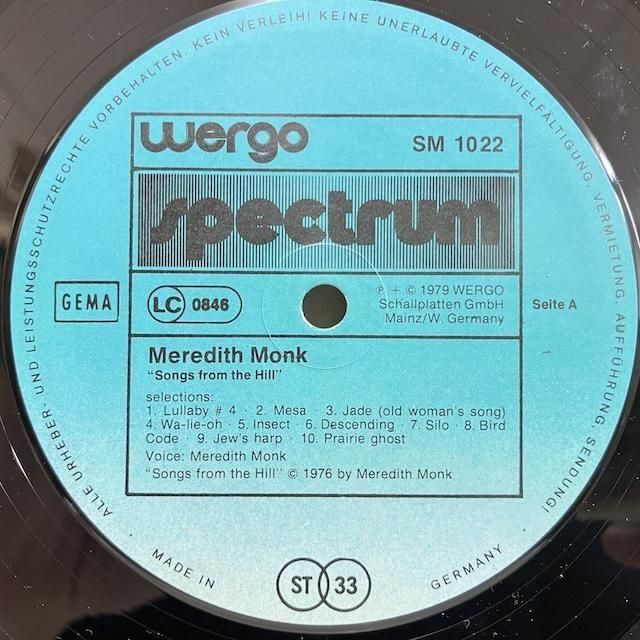 ALLE URHEBER- UND LEISTUNGSSCHUTZRECHTE VORBEHALTEN. KEIN VERLEIH! KEINE UNERLAUBTE VERVIELFÄLTIGUNG, VERMIETUNG, AUFFÜHRUNG, SENDUNG!
wergo
SM 1022
spectrum
GEMA
LC 0846
℗ + © 1979 WERGO
Schallplatten GmbH
Mainz/W. Germany
Seite A
Meredith Monk
"Songs from the Hill"
selections:
1. Lullaby # 4 · 2. Mesa · 3. Jade (old woman's song)
4. Wa-lie-oh · 5. Insect · 6. Descending · 7. Silo · 8. Bird
Code · 9. Jew's harp · 10. Prairie ghost
Voice: Meredith Monk
"Songs from the Hill" © 1976 by Meredith Monk
MADE IN GERMANY
ST 33